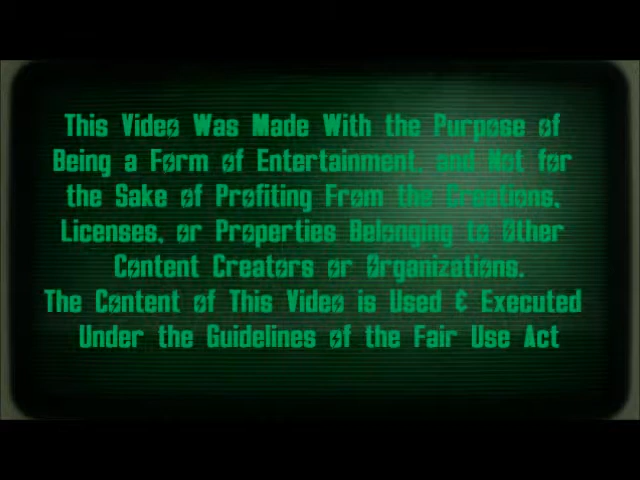 This Video Was Made With the Purpose of
Being a Form of Entertainment, and Not for
the Sake of Profiting From the Creations,
Licenses, or Properties Belonging to Other
Content Creators or Organizations.
The Content of This Video is Used & Executed
Under the Guidelines of the Fair Use Act